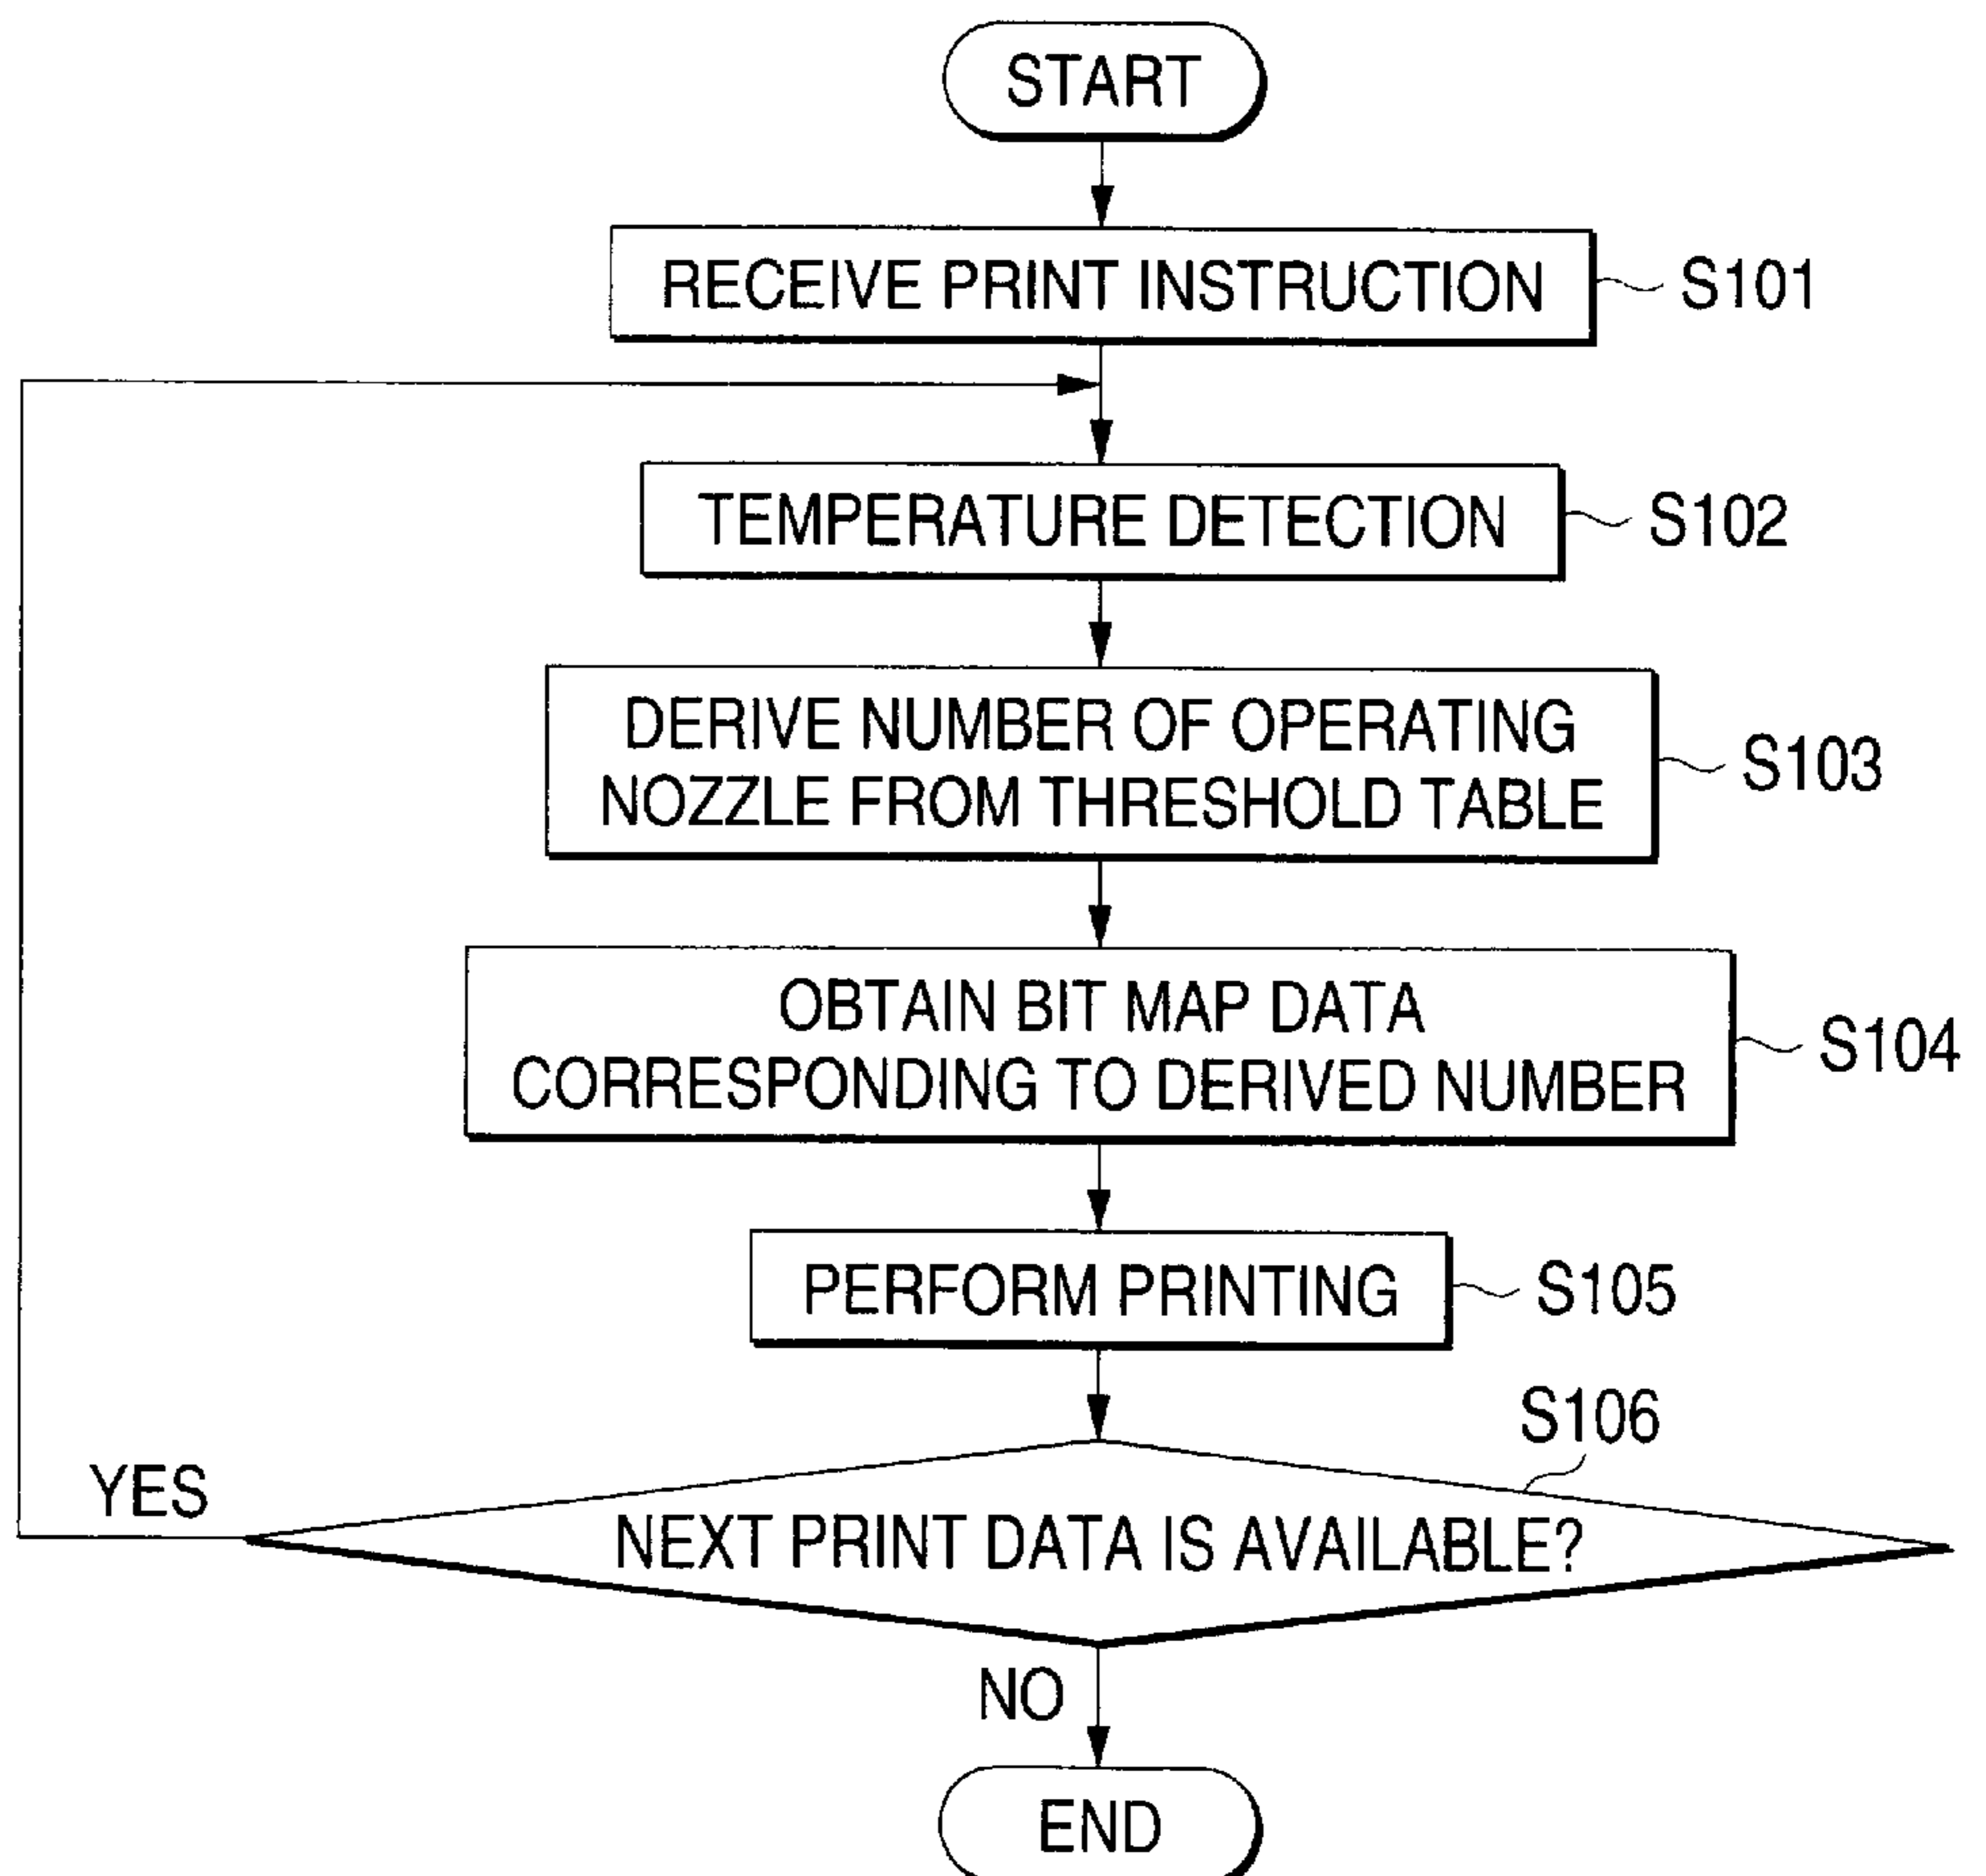 START
RECEIVE PRINT INSTRUCTION
S101
TEMPERATURE DETECTION
S102
DERIVE NUMBER OF OPERATING
NOZZLE FROM THRESHOLD TABLE
S103
OBTAIN BIT MAP DATA
CORRESPONDING TO DERIVED NUMBER
S104
PERFORM PRINTING
S105
S106
YES
NEXT PRINT DATA IS AVAILABLE?
NO
END